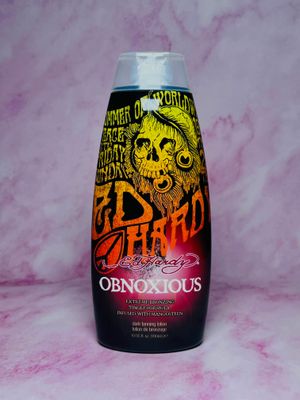 SUMMER OF WORLD
PEACE
FRIDAY
SUNDAY
ED
HARDY
Ed Hardy
OBNOXIOUS
EXTREME BRONZING
INFUSED WITH MANGOSTEEN
dark tanning lotion
lotion de bronzage